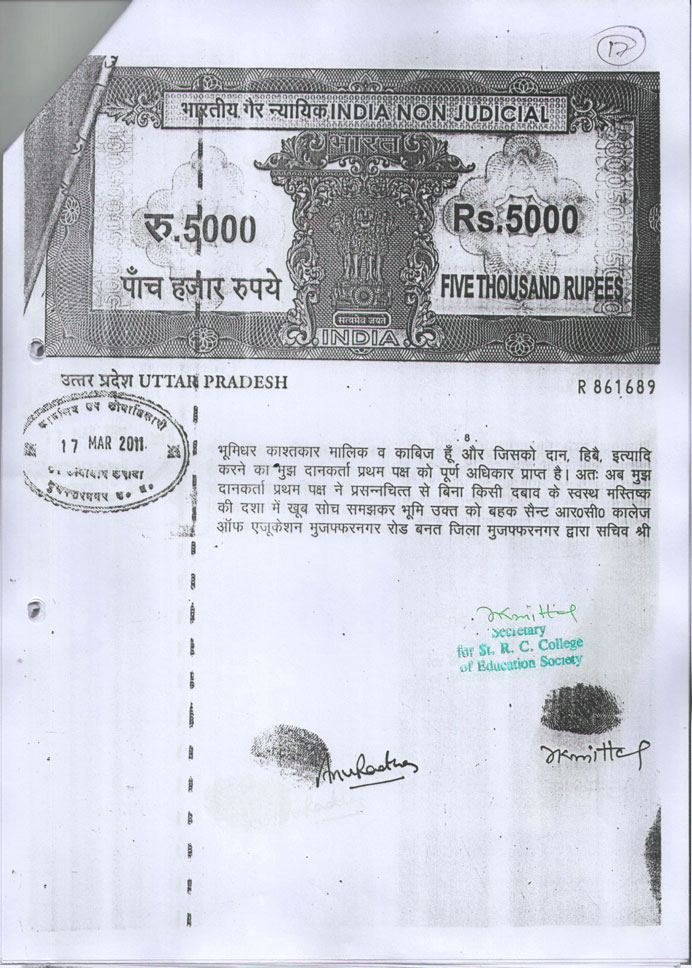 17
भारतीय गैर न्यायिक INDIA NON JUDICIAL
भारत
रु.5000
Rs.5000
पाँच हजार रुपये
FIVE THOUSAND RUPEES
सत्यमेव जयते
INDIA
उत्तर प्रदेश UTTAR PRADESH
R 861689
17 MAR 2011
8
भूमिधर काश्तकार मालिक व काबिज हूँ और जिसको दान, हिबै, इत्यादि
करने का मुझ दानकर्ता प्रथम पक्ष को पूर्ण अधिकार प्राप्त है। अतः अब मुझ
दानकर्ता प्रथम पक्ष ने प्रसन्नचित्त से बिना किसी दबाव के स्वस्थ मस्तिष्क
की दशा में खूब सोच समझकर भूमि उक्त को बहक सैन्ट आर0सी0 कालेज
ऑफ एजूकेशन मुजफ्फरनगर रोड बनत जिला मुजफ्फरनगर द्वारा सचिव श्री
Secretary
for St. R. C. College
of Education Society
Anuradha